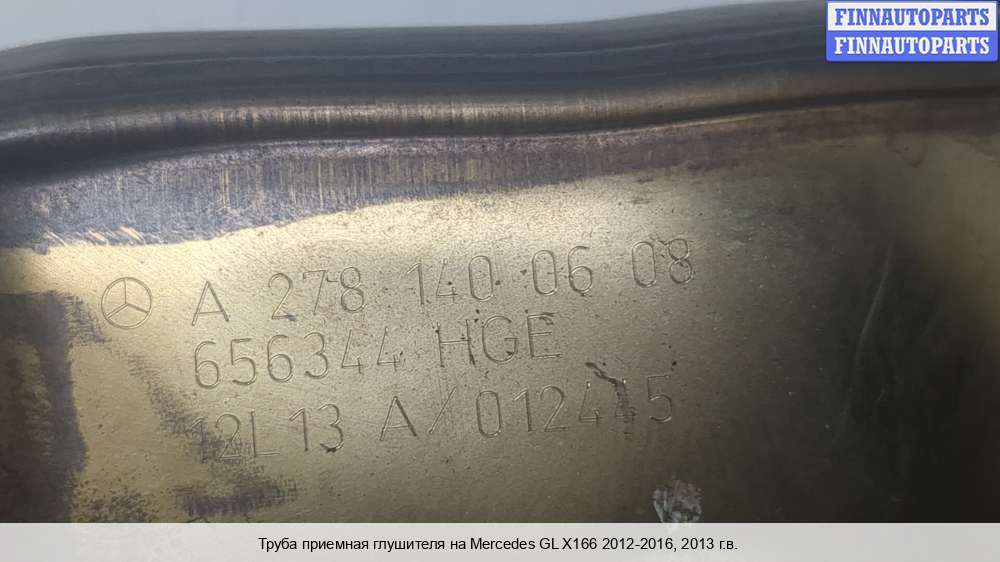 FINNAUTOPARTS
FINNAUTOPARTS
A 278 140 06 08
656344 HGE
12L13 A/012445
Труба приемная глушителя на Mercedes GL X166 2012-2016, 2013 г.в.